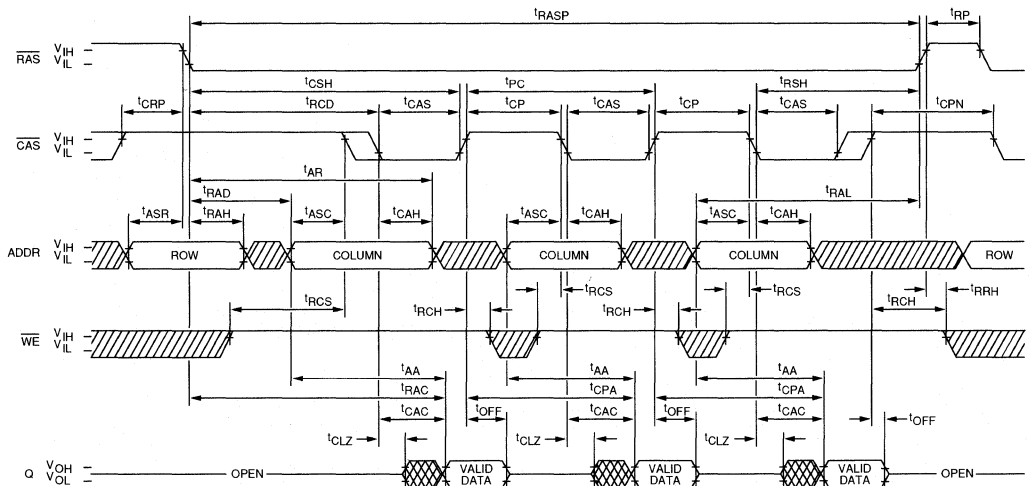 tRASP tRP
RAS VIH VIL
tCSH tPC tRSH
tCRP tRCD tCAS tCP tCAS tCP tCAS tCPN
CAS VIH VIL
tAR
tRAD tRAL
tASR tRAH tASC tCAH tASC tCAH tASC tCAH
ADDR VIH VIL ROW COLUMN COLUMN COLUMN ROW
tRCS tRCH tRCS tRCH tRCS tRCH tRRH
WE VIH VIL
tAA tAA tAA
tRAC tCPA tCPA
tCAC tOFF tCAC tOFF tCAC tOFF
tCLZ tCLZ tCLZ
Q VOH VOL OPEN VALID DATA VALID DATA VALID DATA OPEN